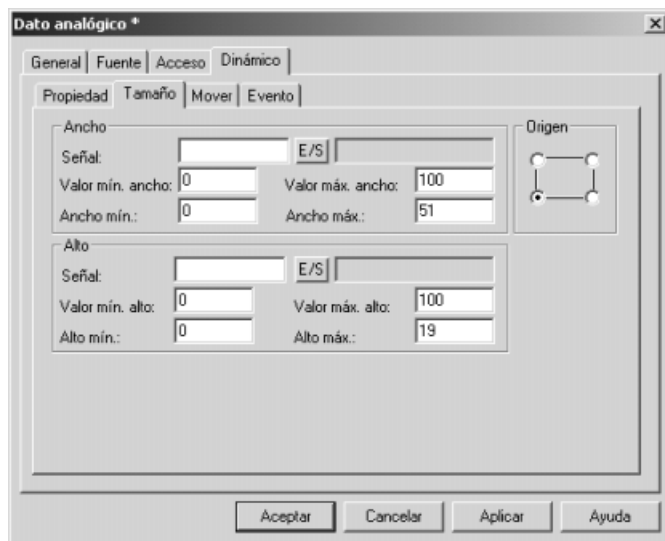 Dato analógico *
General Fuente Acceso Dinámico
Propiedad Tamaño Mover Evento
Ancho
Origen
Señal: E/S
Valor mín. ancho: 0 Valor máx. ancho: 100
Ancho mín.: 0 Ancho máx.: 51
Alto
Señal: E/S
Valor mín. alto: 0 Valor máx. alto: 100
Alto mín.: 0 Alto máx.: 19
Aceptar Cancelar Aplicar Ayuda